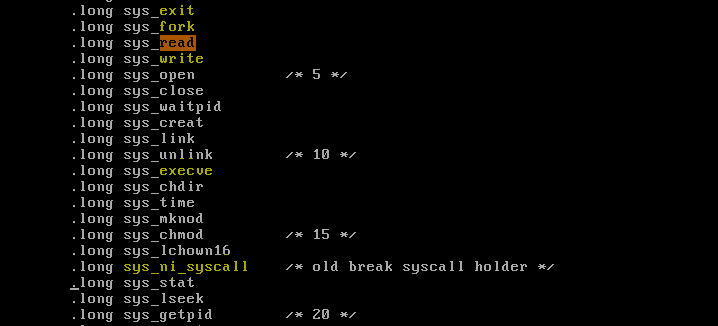 .long sys_exit
.long sys_fork
.long sys_read
.long sys_write
.long sys_open /* 5 */
.long sys_close
.long sys_waitpid
.long sys_creat
.long sys_link
.long sys_unlink /* 10 */
.long sys_execve
.long sys_chdir
.long sys_time
.long sys_mknod
.long sys_chmod /* 15 */
.long sys_lchown16
.long sys_ni_syscall /* old break syscall holder */
.long sys_stat
.long sys_lseek
.long sys_getpid /* 20 */